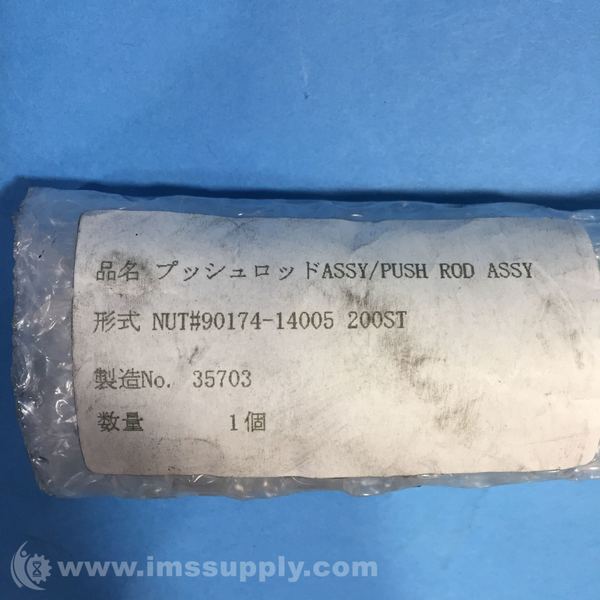 品名 プッシュロッドASSY/PUSH ROD ASSY
形式 NUT#90174-14005 200ST
製造No. 35703
数量 1個
www.imssupply.com